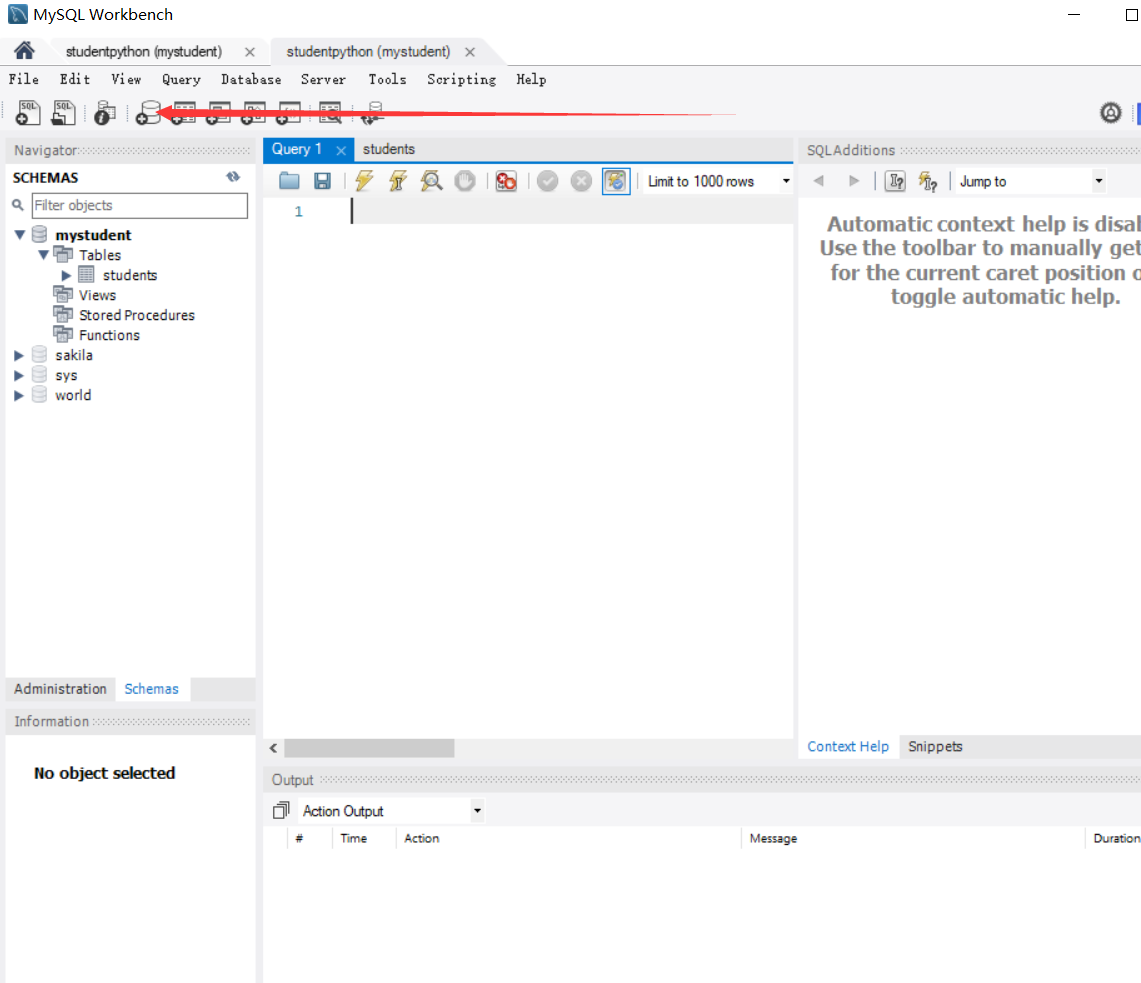 MySQL Workbench
studentpython (mystudent)
studentpython (mystudent)
File Edit View Query Database Server Tools Scripting Help
SQL SQL
Navigator
SCHEMAS
Filter objects
mystudent
Tables
students
Views
Stored Procedures
Functions
sakila
sys
world
Administration Schemas
Information
No object selected
Query 1 students
Limit to 1000 rows
1
SQLAdditions
Jump to
Automatic context help is disal
Use the toolbar to manually get
for the current caret position o
toggle automatic help.
Context Help Snippets
Output
Action Output
# Time Action Message Duration